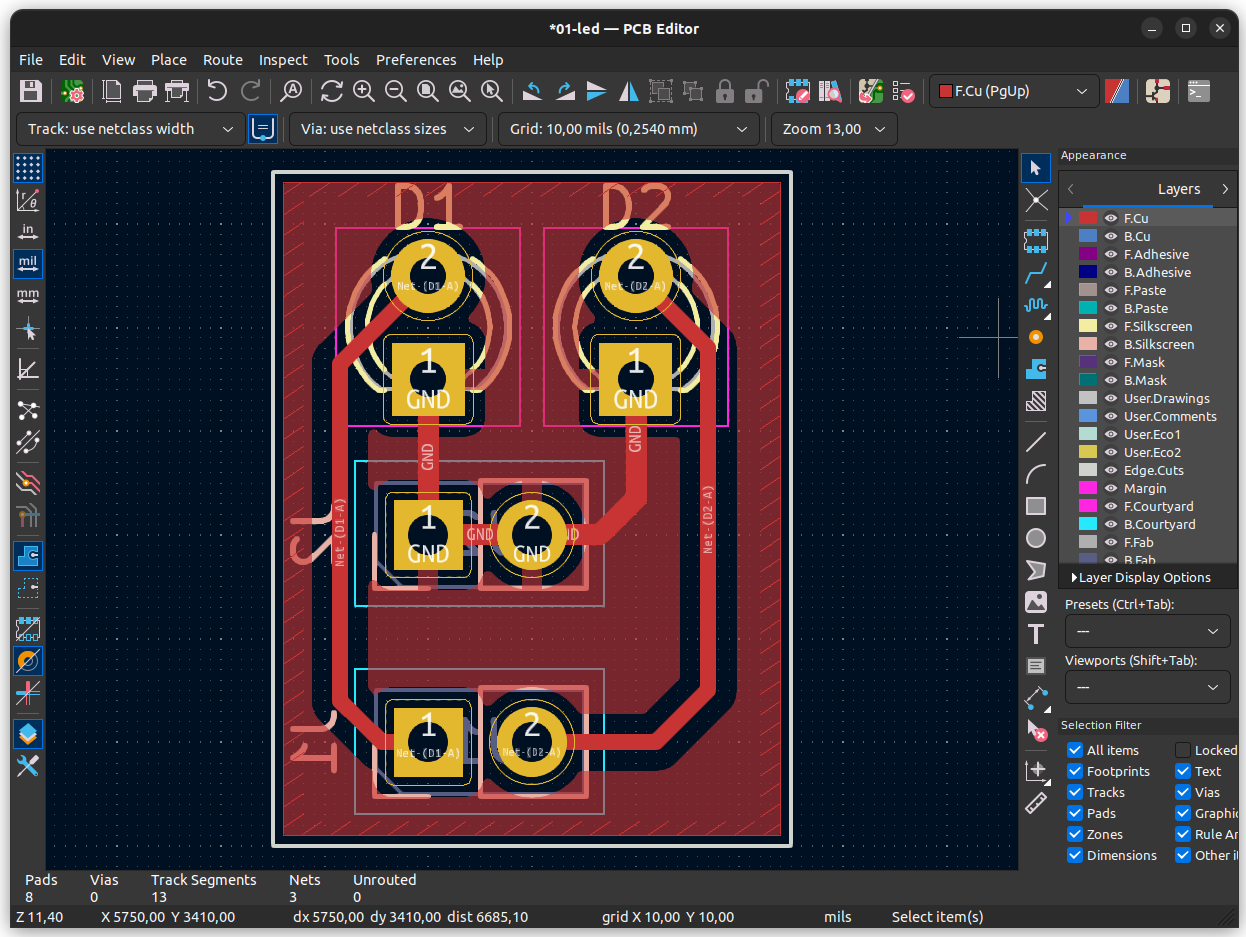 *01-led — PCB Editor
File Edit View Place Route Inspect Tools Preferences Help
F.Cu (PgUp)
Track: use netclass width
Via: use netclass sizes
Grid: 10,00 mils (0,2540 mm)
Zoom 13,00
in
mil
mm
Appearance
Layers
F.Cu
B.Cu
F.Adhesive
B.Adhesive
F.Paste
B.Paste
F.Silkscreen
B.Silkscreen
F.Mask
B.Mask
User.Drawings
User.Comments
User.Eco1
User.Eco2
Edge.Cuts
Margin
F.Courtyard
B.Courtyard
F.Fab
B.Fab
Layer Display Options
Presets (Ctrl+Tab):
---
Viewports (Shift+Tab):
---
Selection Filter
All items Locked
Footprints Text
Tracks Vias
Pads Graphic
Zones Rule Ar
Dimensions Other it
D1 D2
2
Net-(D1-A)
2
Net-(D2-A)
1
GND
1
GND
GND
GND
1
GND
GND
2
GND
Net-(D1-A)
Net-(D2-A)
J1
1
Net-(D1-A)
2
Net-(D2-A)
Pads Vias Track Segments Nets Unrouted
8 0 13 3 0
Z 11,40 X 5750,00 Y 3410,00 dx 5750,00 dy 3410,00 dist 6685,10 grid X 10,00 Y 10,00 mils Select item(s)